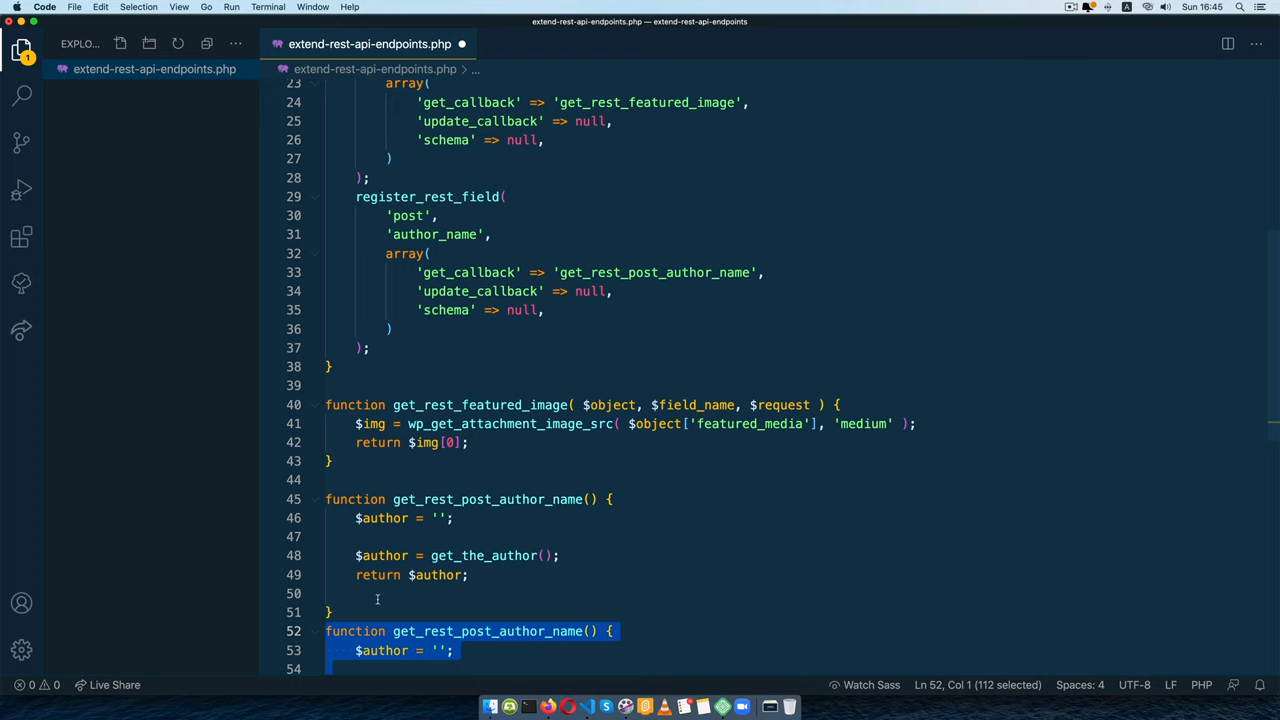 Code File Edit Selection View Go Run Terminal Window Help
A Sun 16:45
extend-rest-api-endpoints.php — extend-rest-api-endpoints
EXPLO...
extend-rest-api-endpoints.php
1
extend-rest-api-endpoints.php
extend-rest-api-endpoints.php > ...
23 array(
24 'get_callback' => 'get_rest_featured_image',
25 'update_callback' => null,
26 'schema' => null,
27 )
28 );
29 register_rest_field(
30 'post',
31 'author_name',
32 array(
33 'get_callback' => 'get_rest_post_author_name',
34 'update_callback' => null,
35 'schema' => null,
36 )
37 );
38 }
39
40 function get_rest_featured_image( $object, $field_name, $request ) {
41 $img = wp_get_attachment_image_src( $object['featured_media'], 'medium' );
42 return $img[0];
43 }
44
45 function get_rest_post_author_name() {
46 $author = '';
47
48 $author = get_the_author();
49 return $author;
50
51 }
52 function get_rest_post_author_name() {
53 $author = '';
54
0 0 Live Share
Watch Sass Ln 52, Col 1 (112 selected) Spaces: 4 UTF-8 LF PHP